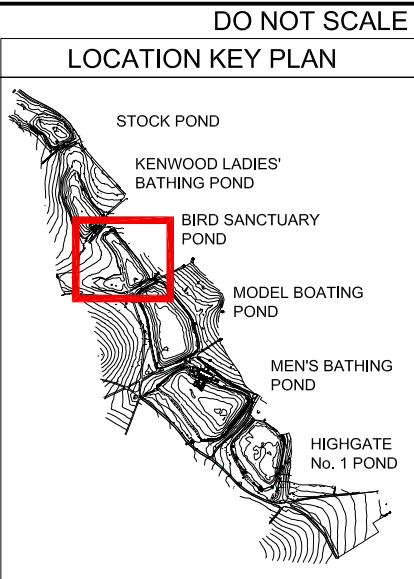 DO NOT SCALE
LOCATION KEY PLAN
STOCK POND
KENWOOD LADIES'
BATHING POND
BIRD SANCTUARY
POND
MODEL BOATING
POND
MEN'S BATHING
POND
HIGHGATE
No. 1 POND